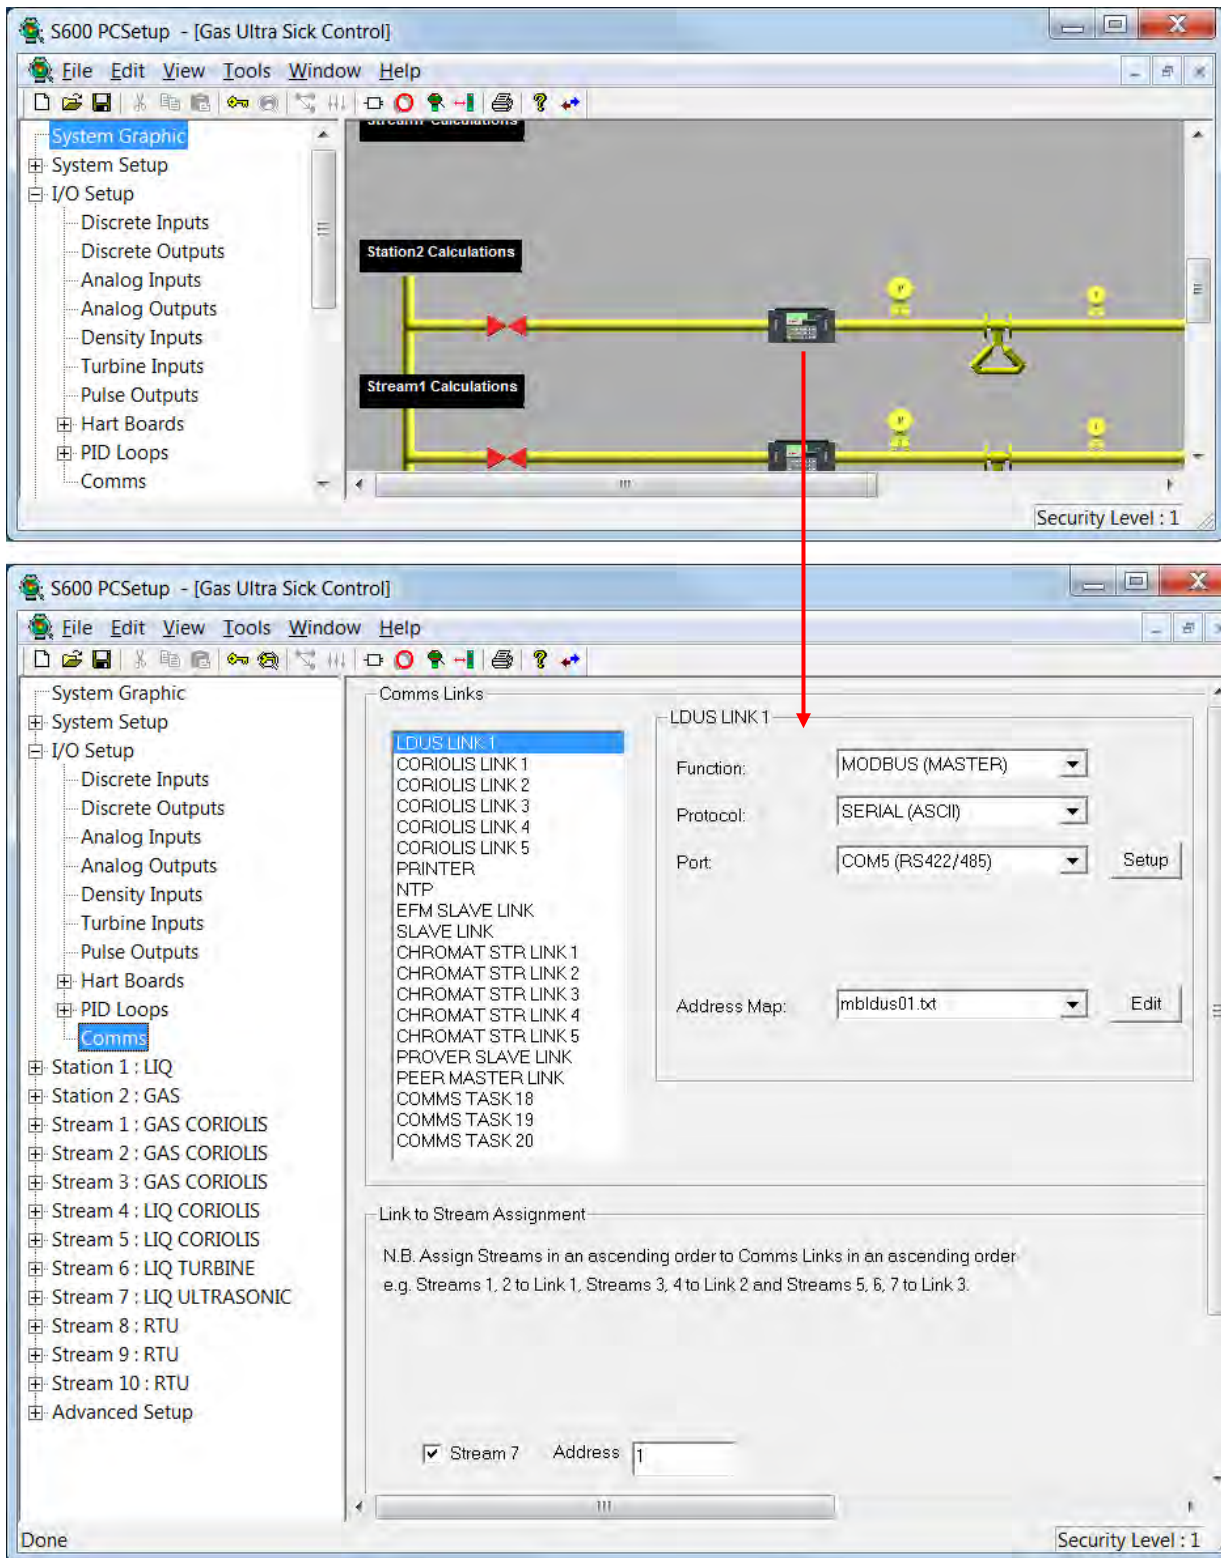 S600 PCSetup - [Gas Ultra Sick Control]
File Edit View Tools Window Help
System Graphic
System Setup
I/O Setup
Discrete Inputs
Discrete Outputs
Analog Inputs
Analog Outputs
Density Inputs
Turbine Inputs
Pulse Outputs
Hart Boards
PID Loops
Comms
Stream1 Calculations
Station2 Calculations
Stream1 Calculations
Security Level : 1
S600 PCSetup - [Gas Ultra Sick Control]
File Edit View Tools Window Help
System Graphic
System Setup
I/O Setup
Discrete Inputs
Discrete Outputs
Analog Inputs
Analog Outputs
Density Inputs
Turbine Inputs
Pulse Outputs
Hart Boards
PID Loops
Comms
Station 1 : LIQ
Station 2 : GAS
Stream 1 : GAS CORIOLIS
Stream 2 : GAS CORIOLIS
Stream 3 : GAS CORIOLIS
Stream 4 : LIQ CORIOLIS
Stream 5 : LIQ CORIOLIS
Stream 6 : LIQ TURBINE
Stream 7 : LIQ ULTRASONIC
Stream 8 : RTU
Stream 9 : RTU
Stream 10 : RTU
Advanced Setup
Comms Links
LDUS LINK 1
CORIOLIS LINK 1
CORIOLIS LINK 2
CORIOLIS LINK 3
CORIOLIS LINK 4
CORIOLIS LINK 5
PRINTER
NTP
EFM SLAVE LINK
SLAVE LINK
CHROMAT STR LINK 1
CHROMAT STR LINK 2
CHROMAT STR LINK 3
CHROMAT STR LINK 4
CHROMAT STR LINK 5
PROVER SLAVE LINK
PEER MASTER LINK
COMMS TASK 18
COMMS TASK 19
COMMS TASK 20
LDUS LINK 1
Function: MODBUS (MASTER)
Protocol: SERIAL (ASCII)
Port: COM5 (RS422/485) Setup
Address Map: mbldus01.txt Edit
Link to Stream Assignment
N.B. Assign Streams in an ascending order to Comms Links in an ascending order
e.g. Streams 1, 2 to Link 1, Streams 3, 4 to Link 2 and Streams 5, 6, 7 to Link 3.
Stream 7 Address 1
Done
Security Level : 1